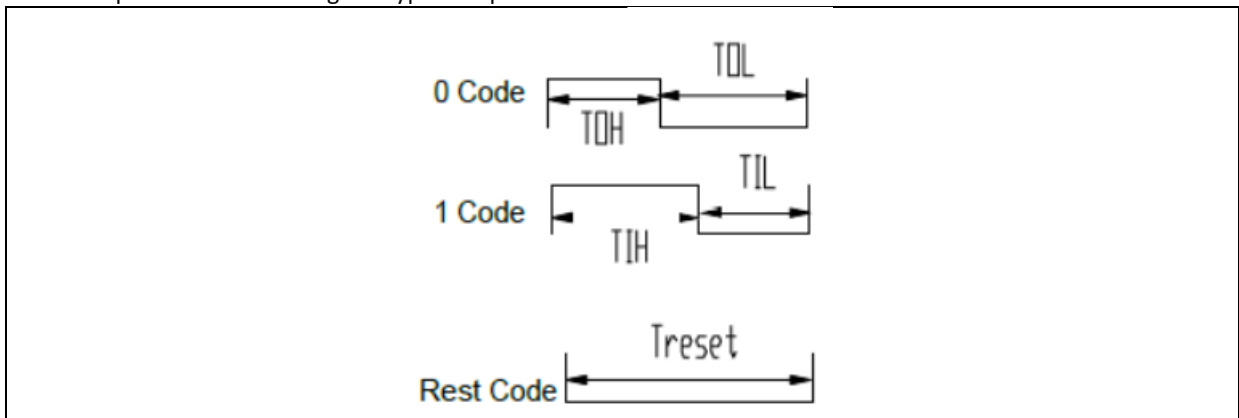 T0L
0 Code
T0H
T1L
1 Code
T1H
Treset
Rest Code